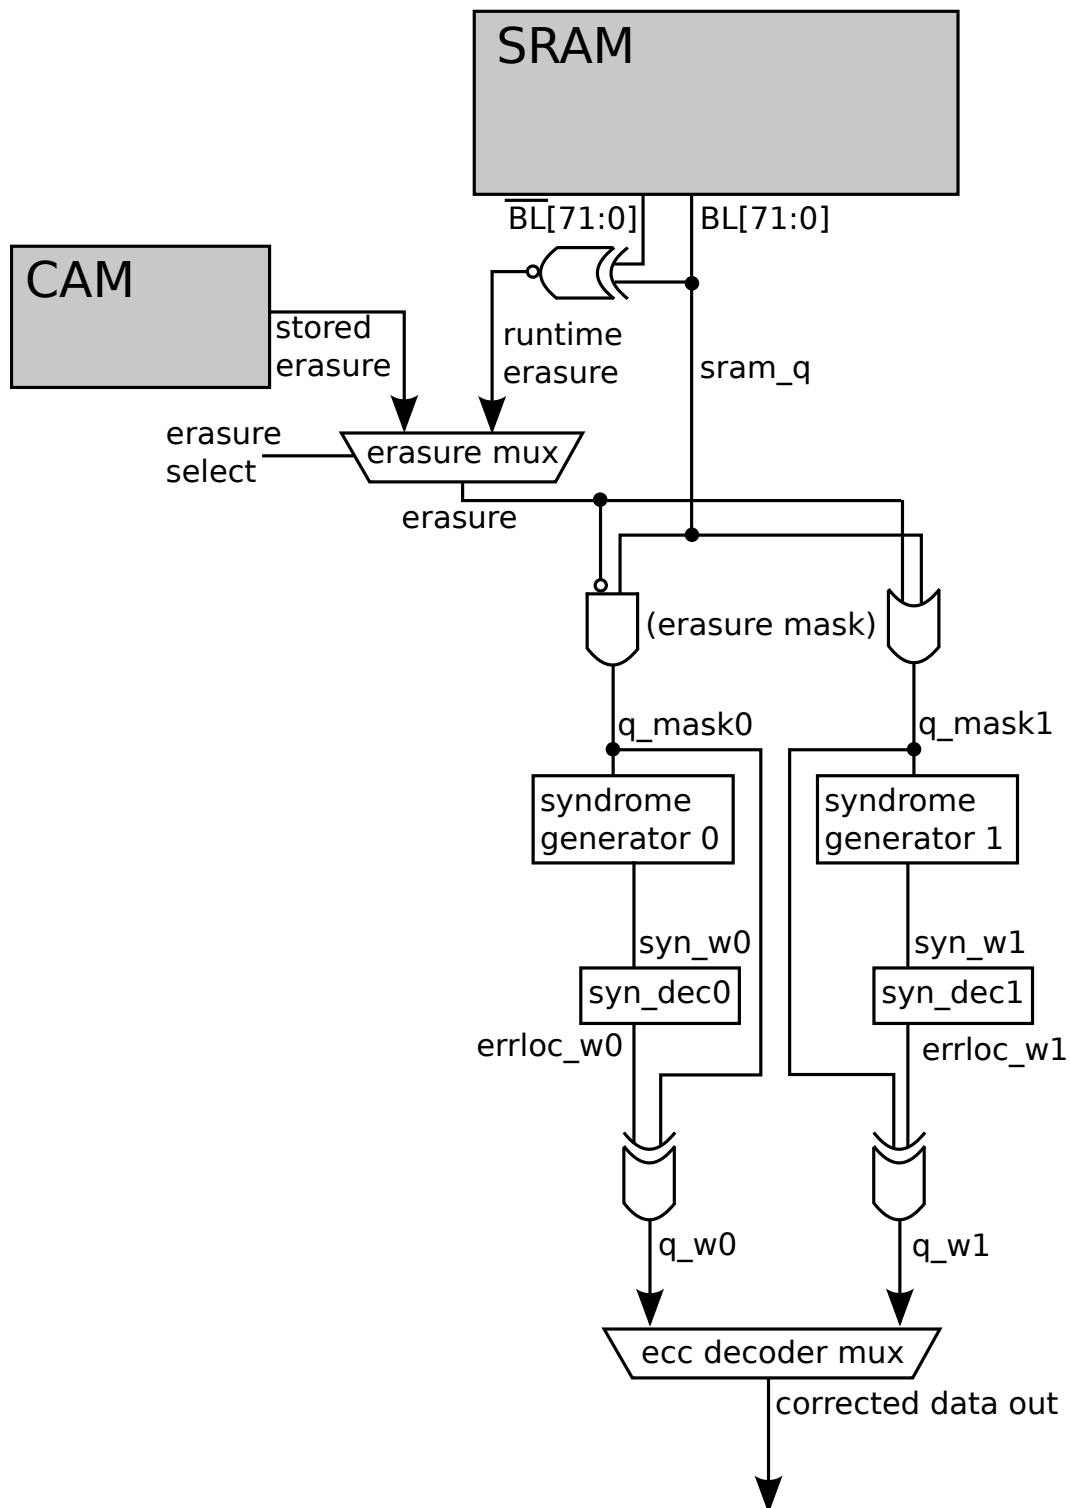 SRAM
B̅L̅[71:0]
BL[71:0]
CAM
stored
erasure
runtime
erasure
sram_q
erasure
select
erasure mux
erasure
(erasure mask)
q_mask0
q_mask1
syndrome
generator 0
syndrome
generator 1
syn_w0
syn_w1
syn_dec0
syn_dec1
errloc_w0
errloc_w1
q_w0
q_w1
ecc decoder mux
corrected data out